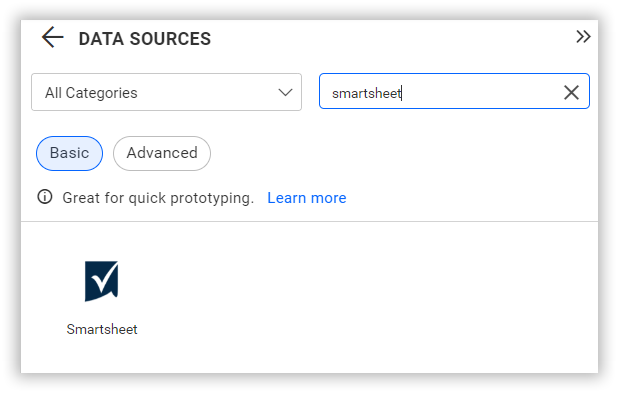 DATA SOURCES
All Categories
smartsheet
Basic
Advanced
Great for quick prototyping. Learn more
Smartsheet